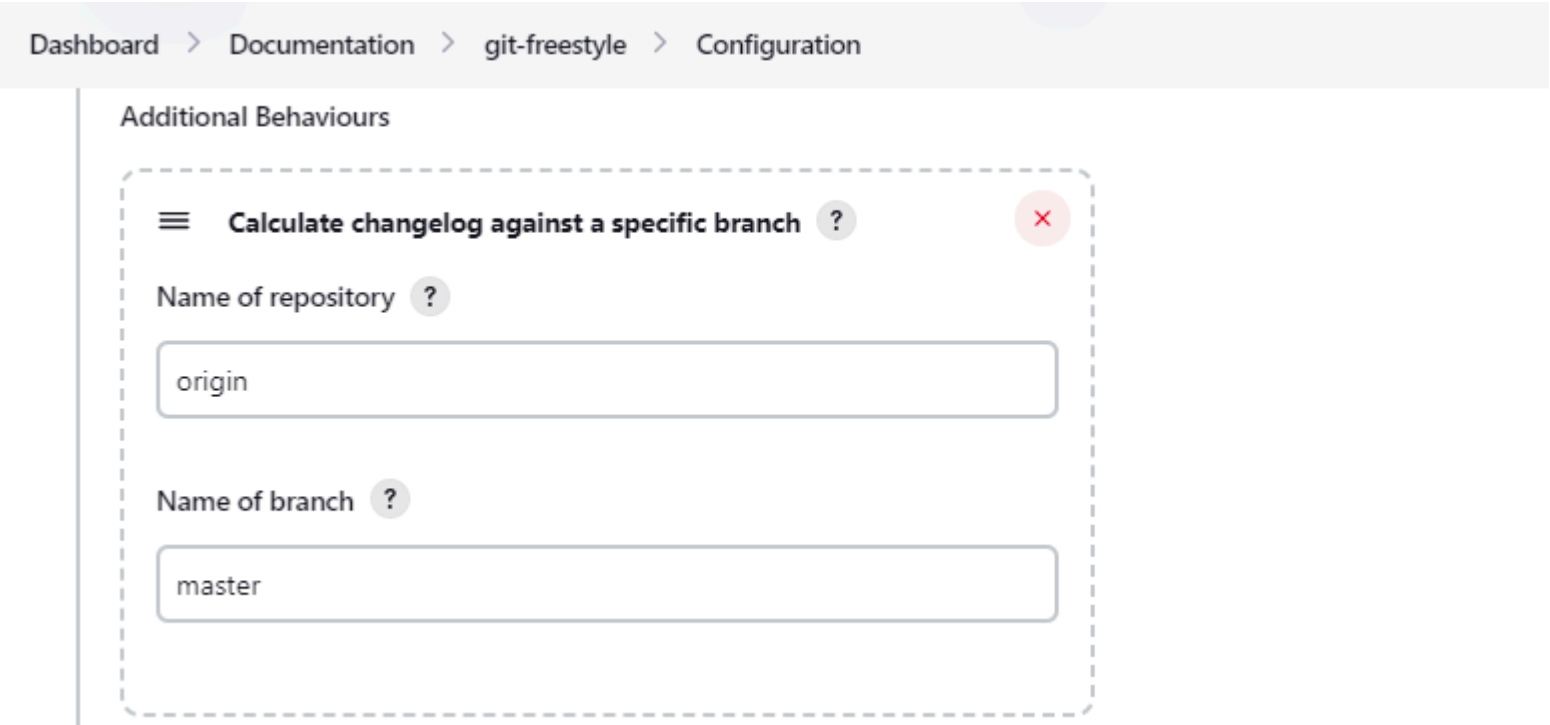 Dashboard > Documentation > git-freestyle > Configuration
Additional Behaviours
Calculate changelog against a specific branch ?
Name of repository ?
origin
Name of branch ?
master